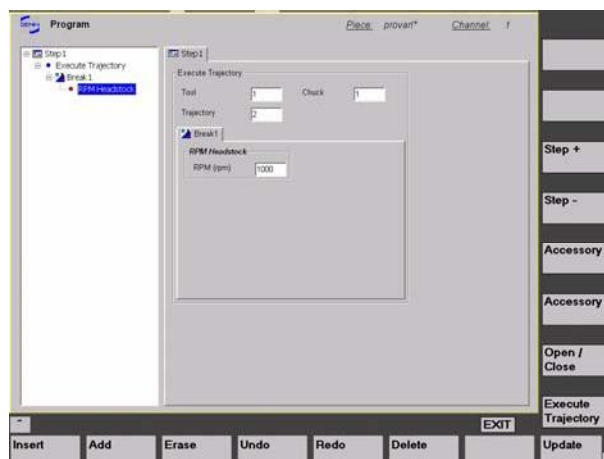 Program
Piece: provari*
Channel: 1
Step1
Execute Trajectory
Break1
RPM Headstock
Step1
Execute Trajectory
Tool 1 Chuck 1
Trajectory 2
Break1
RPM Headstock
RPM (rpm) 1000
Step +
Step -
Accessory
Accessory
Open / Close
Execute Trajectory
EXIT
Insert Add Erase Undo Redo Delete Update